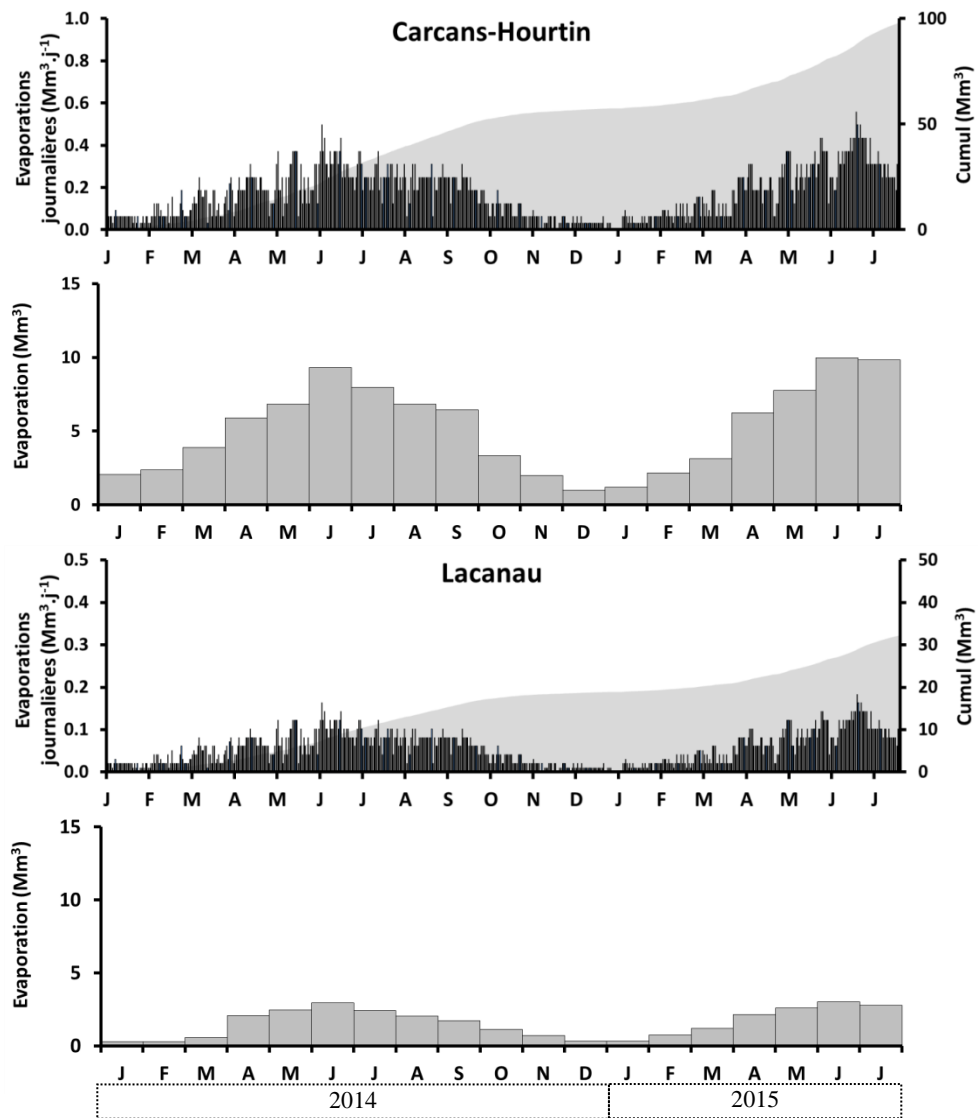 Carcans-Hourtin
Evaporations
journalières (Mm³.j⁻¹)
1.0
0.8
0.6
0.4
0.2
0.0
100
50
0
Cumul (Mm³)
J F M A M J J A S O N D J F M A M J J
Evaporation (Mm³)
15
10
5
0
J F M A M J J A S O N D J F M A M J J
Lacanau
Evaporations
journalières (Mm³.j⁻¹)
0.5
0.4
0.3
0.2
0.1
0.0
50
40
30
20
10
0
Cumul (Mm³)
J F M A M J J A S O N D J F M A M J J
Evaporation (Mm³)
15
10
5
0
J F M A M J J A S O N D J F M A M J J
2014 2015